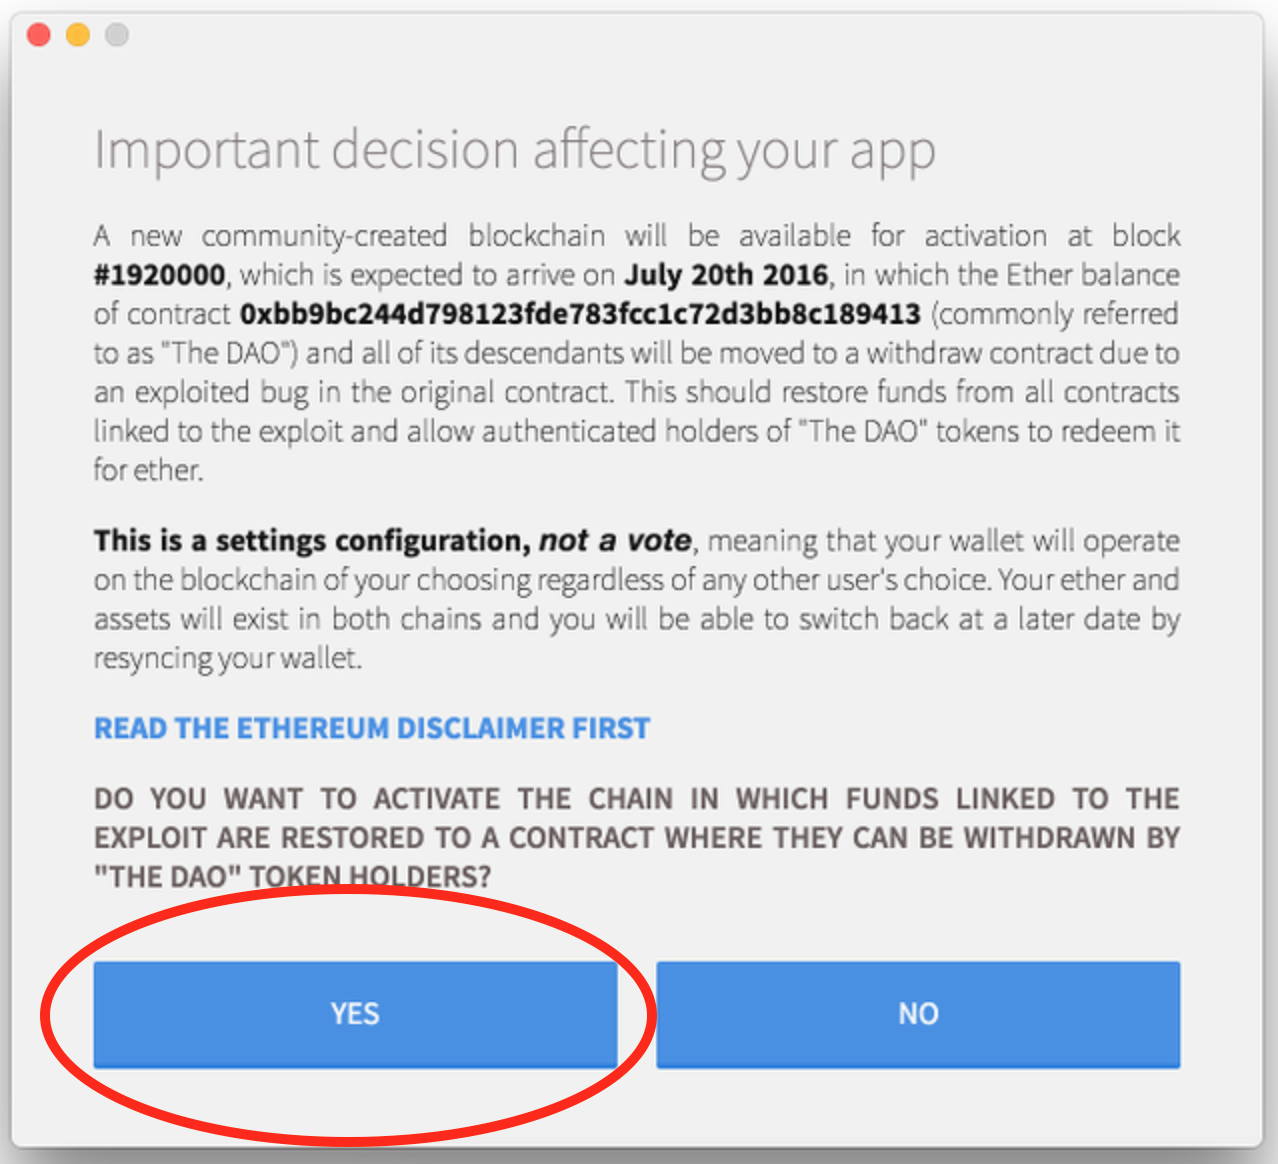 Important decision affecting your app
A new community-created blockchain will be available for activation at block
#1920000, which is expected to arrive on July 20th 2016, in which the Ether balance
of contract 0xbb9bc244d798123fde783fcc1c72d3bb8c189413 (commonly referred
to as "The DAO") and all of its descendants will be moved to a withdraw contract due to
an exploited bug in the original contract. This should restore funds from all contracts
linked to the exploit and allow authenticated holders of "The DAO" tokens to redeem it
for ether.
This is a settings configuration, not a vote, meaning that your wallet will operate
on the blockchain of your choosing regardless of any other user's choice. Your ether and
assets will exist in both chains and you will be able to switch back at a later date by
resyncing your wallet.
READ THE ETHEREUM DISCLAIMER FIRST
DO YOU WANT TO ACTIVATE THE CHAIN IN WHICH FUNDS LINKED TO THE
EXPLOIT ARE RESTORED TO A CONTRACT WHERE THEY CAN BE WITHDRAWN BY
"THE DAO" TOKEN HOLDERS?
YES
NO